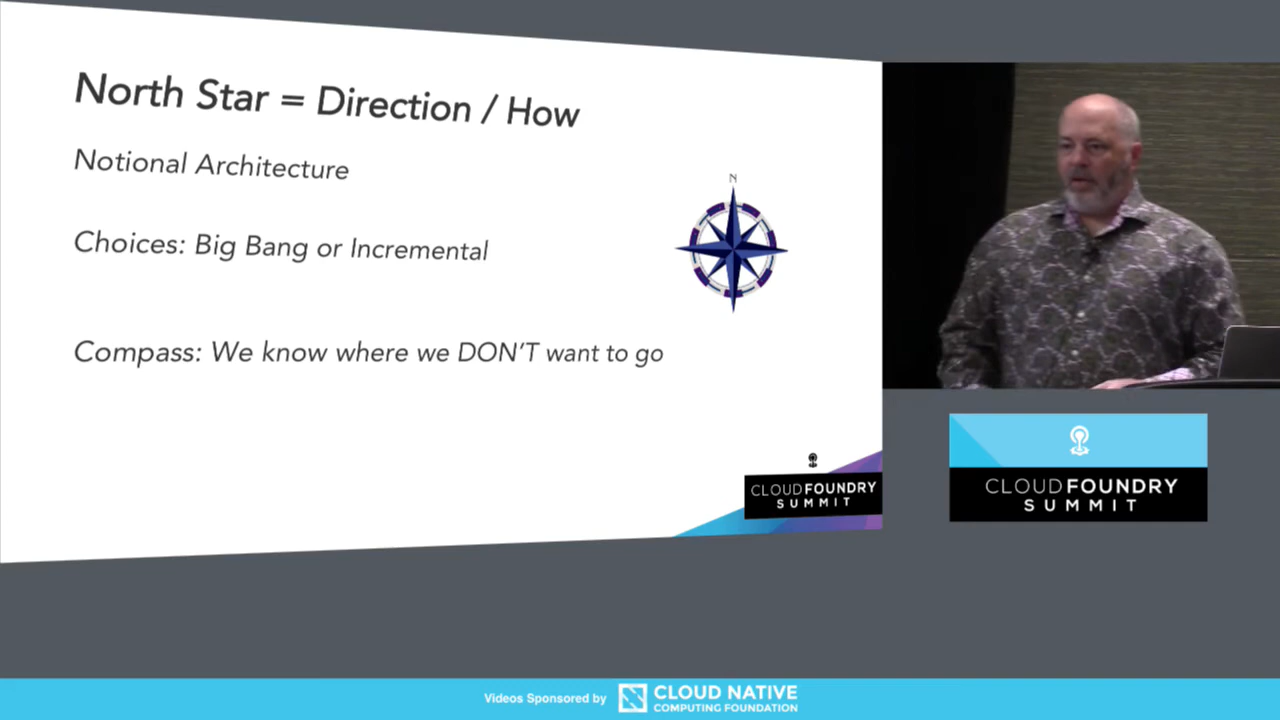 North Star = Direction / How
Notional Architecture
Choices: Big Bang or Incremental
Compass: We know where we DON'T want to go
N
CLOUDFOUNDRY
SUMMIT
CLOUDFOUNDRY
SUMMIT
Videos Sponsored by
CLOUD NATIVE
COMPUTING FOUNDATION